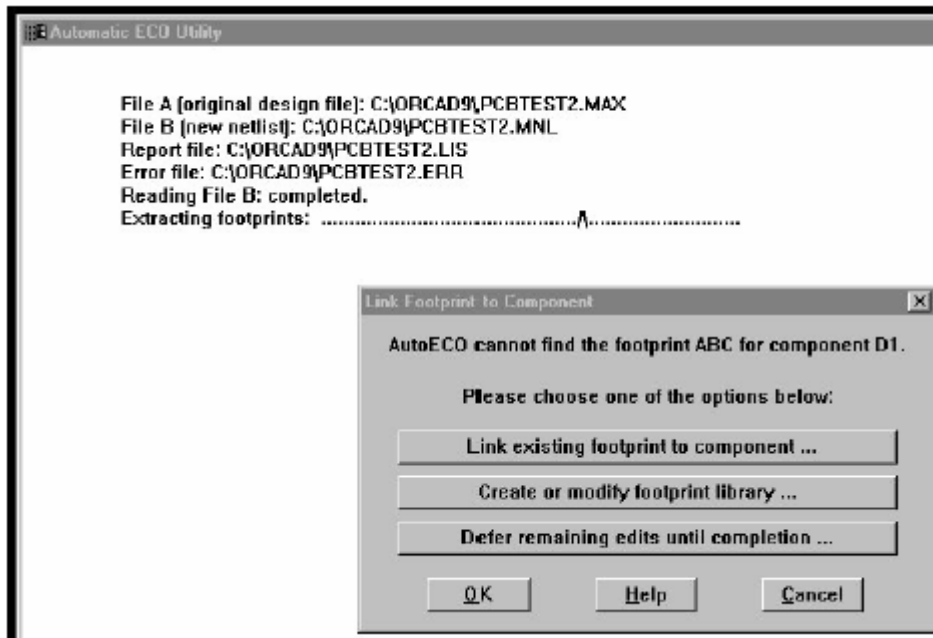 Automatic ECO Utility
File A (original design file): C:\ORCAD9\PCBTEST2.MAX
File B (new netlist): C:\ORCAD9\PCBTEST2.MNL
Report file: C:\ORCAD9\PCBTEST2.LIS
Error file: C:\ORCAD9\PCBTEST2.ERR
Reading File B: completed.
Extracting footprints: ..............................................Λ...........................
Link Footprint to Component
AutoECO cannot find the footprint ABC for component D1.
Please choose one of the options below:
Link existing footprint to component ...
Create or modify footprint library ...
Defer remaining edits until completion ...
OK Help Cancel